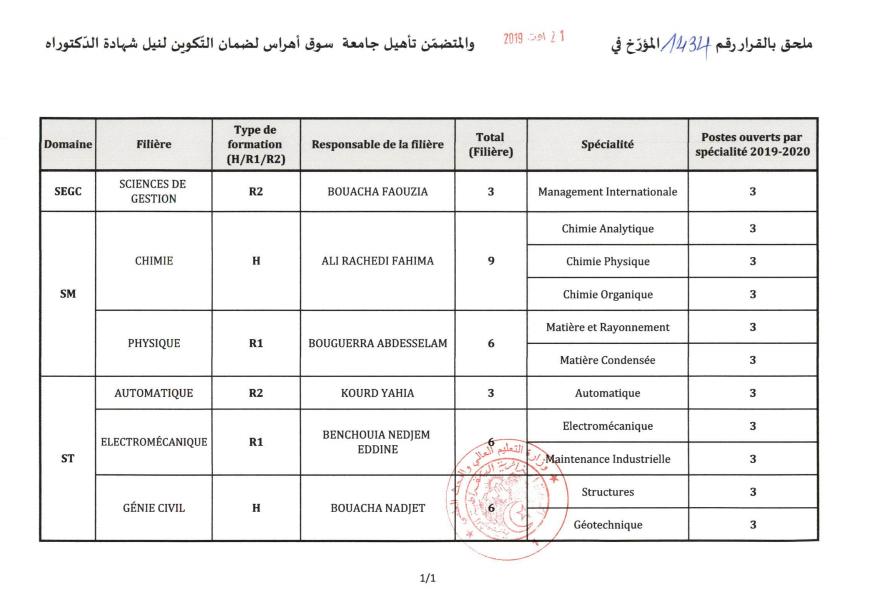 ملحق بالقرار رقم 1434 المؤرّخ في 21 أوت 2019 والمتضمّن تأهيل جامعة سوق أهراس لضمان التّكوين لنيل شهادة الدّكتوراه
Domaine Filière Type de formation (H/R1/R2) Responsable de la filière Total (Filière) Spécialité Postes ouverts par spécialité 2019-2020
SEGC SCIENCES DE GESTION R2 BOUACHA FAOUZIA 3 Management Internationale 3
SM CHIMIE H ALI RACHEDI FAHIMA 9 Chimie Analytique 3
Chimie Physique 3
Chimie Organique 3
PHYSIQUE R1 BOUGUERRA ABDESSELAM 6 Matière et Rayonnement 3
Matière Condensée 3
ST AUTOMATIQUE R2 KOURD YAHIA 3 Automatique 3
ELECTROMÉCANIQUE R1 BENCHOUIA NEDJEM EDDINE 6 Electromécanique 3
Maintenance Industrielle 3
GÉNIE CIVIL H BOUACHA NADJET 6 Structures 3
Géotechnique 3
وزارة التعليم العالي والبحث العلمي
1/1